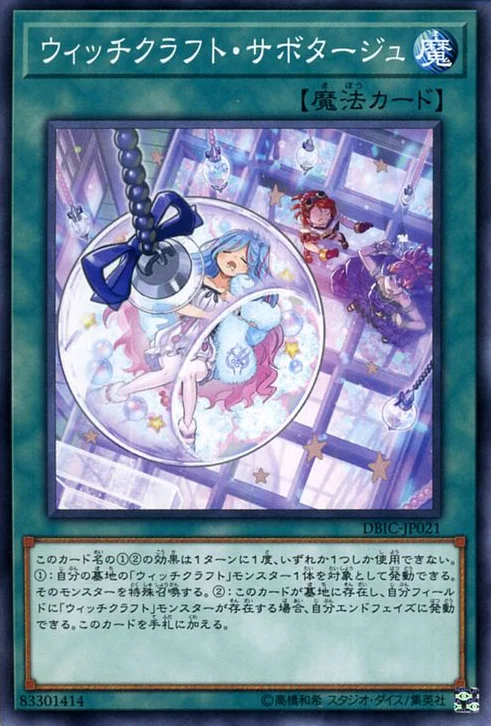 ウィッチクラフト・サボタージュ 魔
【魔法カード】
DBIC-JP021
このカード名の①②の効果は1ターンに1度、いずれか1つしか使用できない。
①:自分の墓地の「ウィッチクラフト」モンスター1体を対象として発動できる。
そのモンスターを特殊召喚する。②:このカードが墓地に存在し、自分フィール
ドに「ウィッチクラフト」モンスターが存在する場合、自分エンドフェイズに発動
できる。このカードを手札に加える。
83301414 ©高橋和希 スタジオ・ダイス/集英社